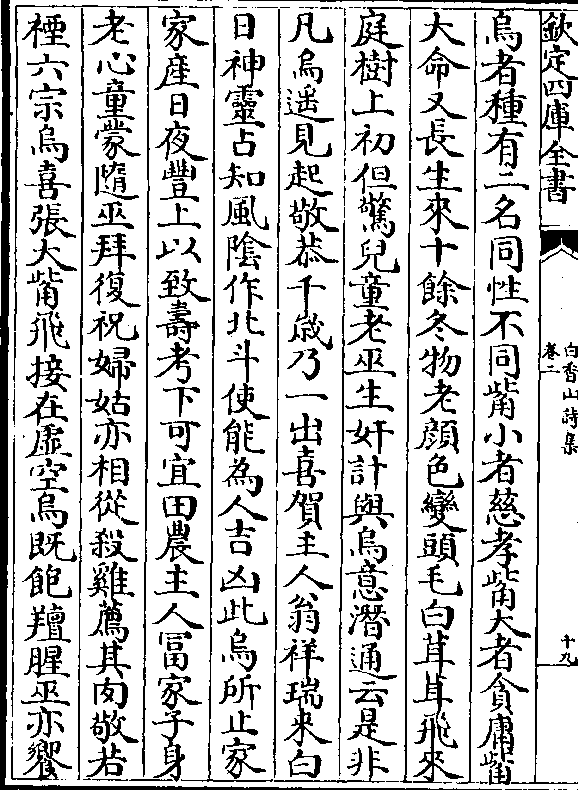 欽定四庫全書
白香山詩集
卷二
十九
烏者種有二名同性不同觜小者慈孝觜大者貪庸觜
大命又長生來十餘冬物老顔色變頭毛白茸茸飛來
庭樹上初但驚兒童老巫生奸計與烏意潛通云是非
凡烏遥見起敬恭千歲乃一出喜賀主人翁祥瑞来白
日神靈占知風隂作北斗使能為人吉凶此烏所止家
家産日夜豐上以致壽考下可宜田農主人冨家子身
老心童蒙隨巫拜復祝婦姑亦相從殺雞薦其肉敬若
禋六宗烏喜張大觜飛接在虚空烏既飽羶腥巫亦饗